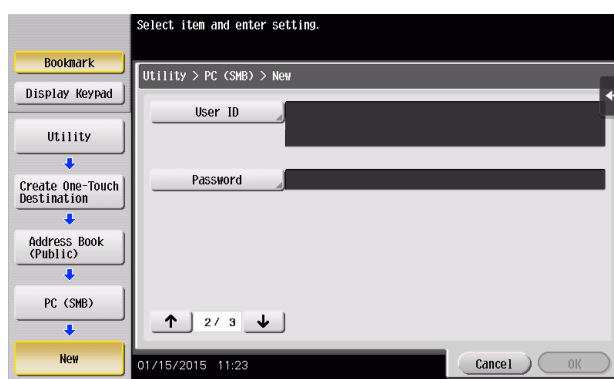 Select item and enter setting.
Bookmark
Display Keypad
Utility
Create One-Touch
Destination
Address Book
(Public)
PC (SMB)
New
Utility > PC (SMB) > New
User ID
Password
2/ 3
01/15/2015 11:23
Cancel
OK